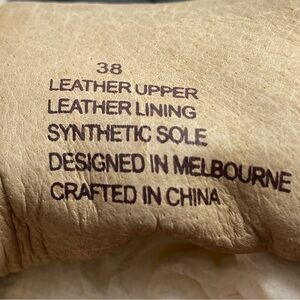 38
LEATHER UPPER
LEATHER LINING
SYNTHETIC SOLE
DESIGNED IN MELBOURNE
CRAFTED IN CHINA